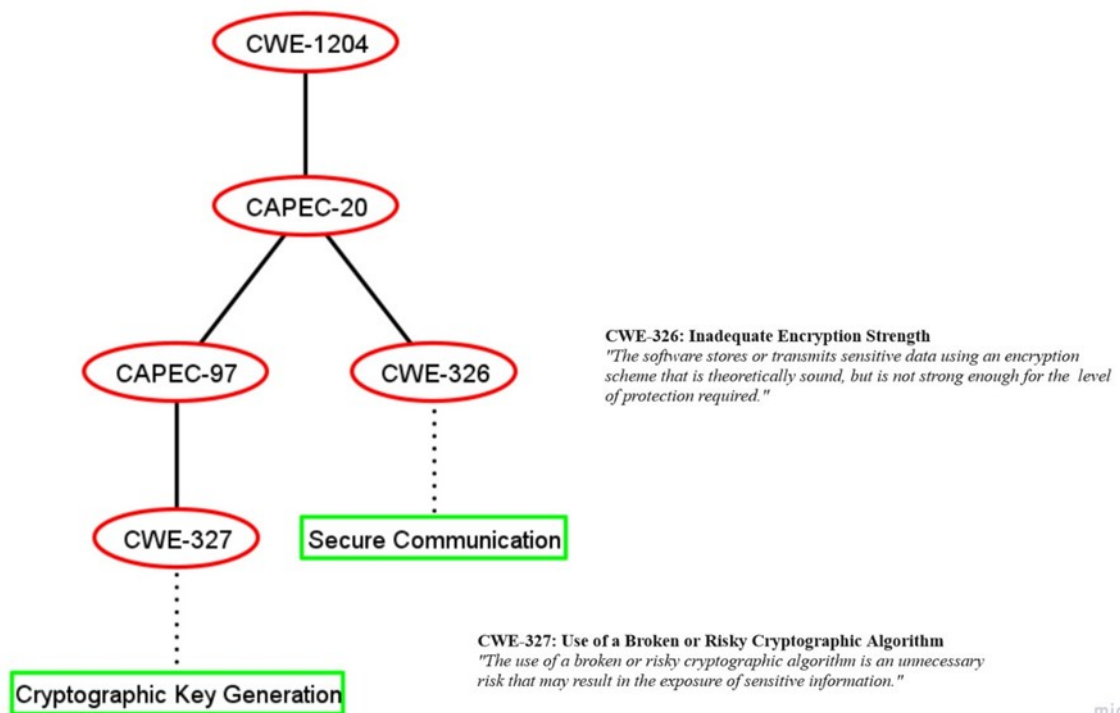 CWE-1204
CAPEC-20
CAPEC-97
CWE-326
CWE-326: Inadequate Encryption Strength
"The software stores or transmits sensitive data using an encryption
scheme that is theoretically sound, but is not strong enough for the level
of protection required."
CWE-327
Secure Communication
CWE-327: Use of a Broken or Risky Cryptographic Algorithm
"The use of a broken or risky cryptographic algorithm is an unnecessary
risk that may result in the exposure of sensitive information."
Cryptographic Key Generation